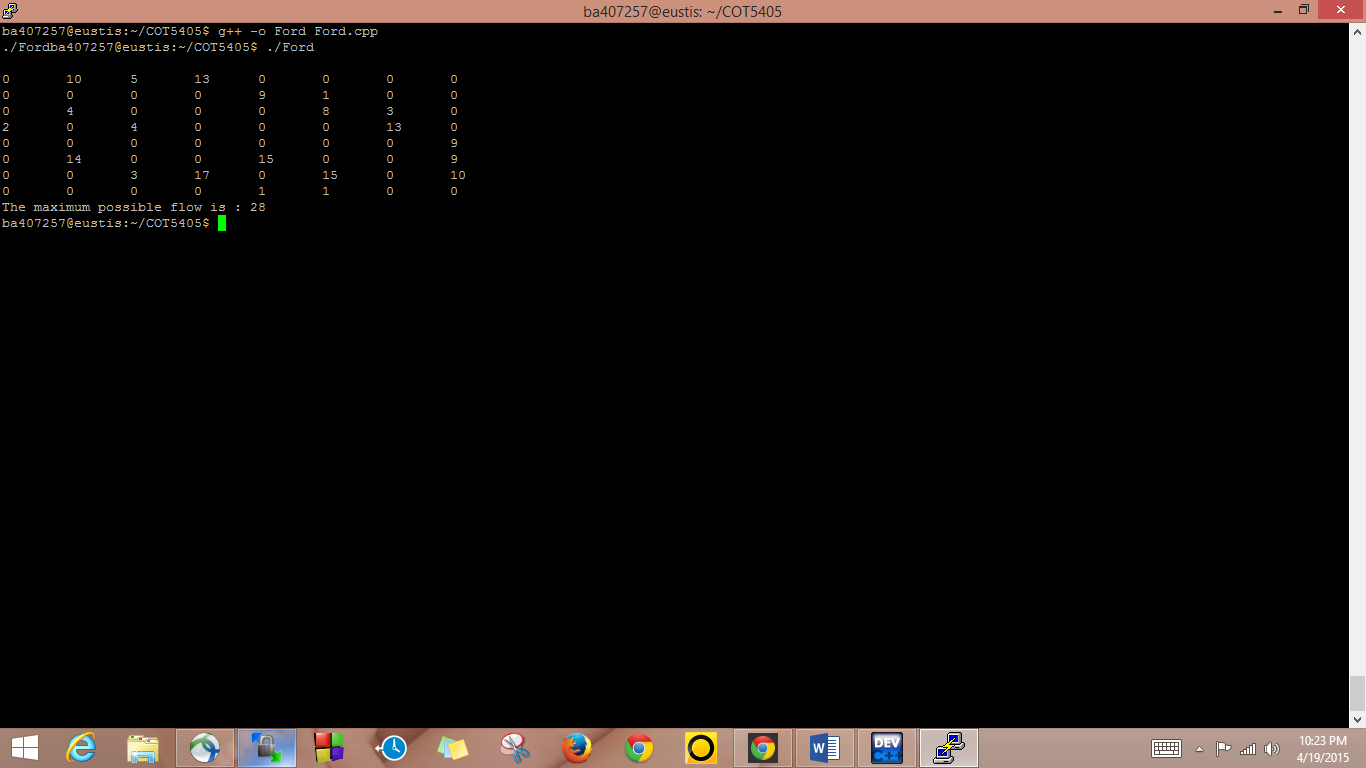 ba407257@eustis: ~/COT5405
ba407257@eustis:~/COT5405$ g++ -o Ford Ford.cpp
./Fordba407257@eustis:~/COT5405$ ./Ford
0 10 5 13 0 0 0 0
0 0 0 0 9 1 0 0
0 4 0 0 0 8 3 0
2 0 4 0 0 0 13 0
0 0 0 0 0 0 0 9
0 14 0 0 15 0 0 9
0 0 3 17 0 15 0 10
0 0 0 0 1 1 0 0
The maximum possible flow is : 28
ba407257@eustis:~/COT5405$
DEV
C++
10:23 PM
4/19/2015